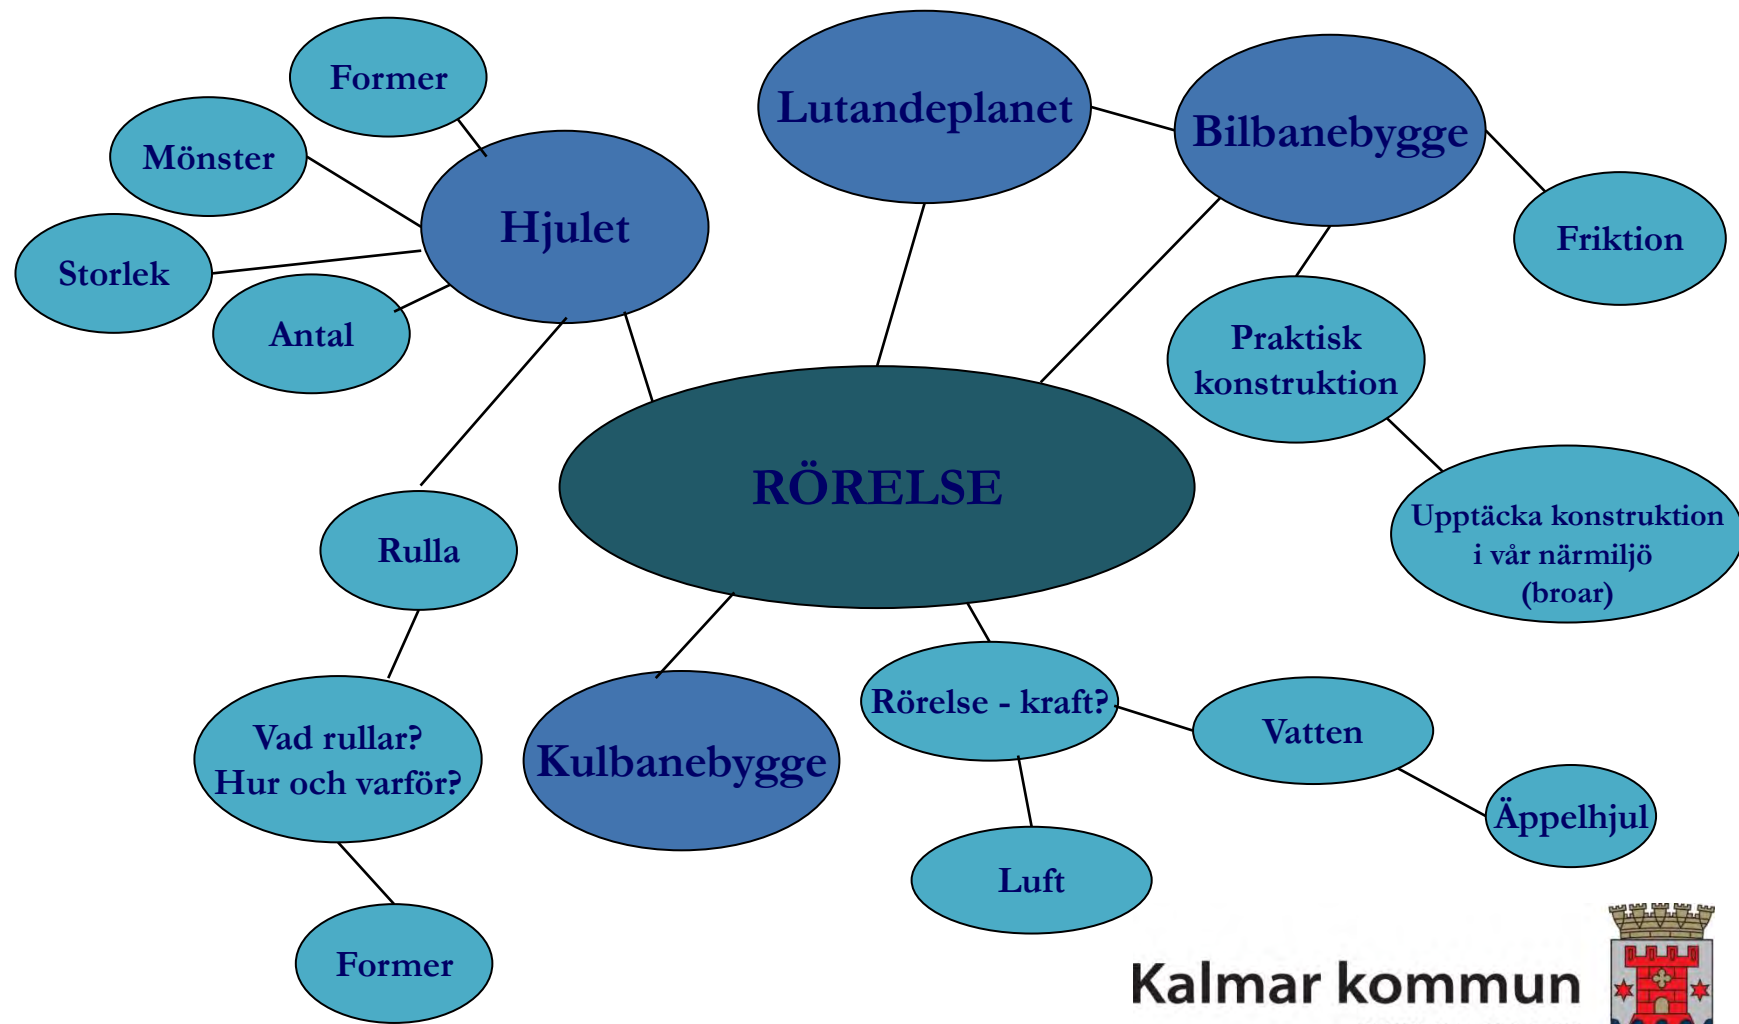 Former
Mönster
Storlek
Antal
Hjulet
Lutandeplanet
Bilbanebygge
Friktion
Praktisk
konstruktion
Upptäcka konstruktion
i vår närmiljö
(broar)
RÖRELSE
Rulla
Vad rullar?
Hur och varför?
Former
Kulbanebygge
Rörelse - kraft?
Vatten
Äppelhjul
Luft
Kalmar kommun